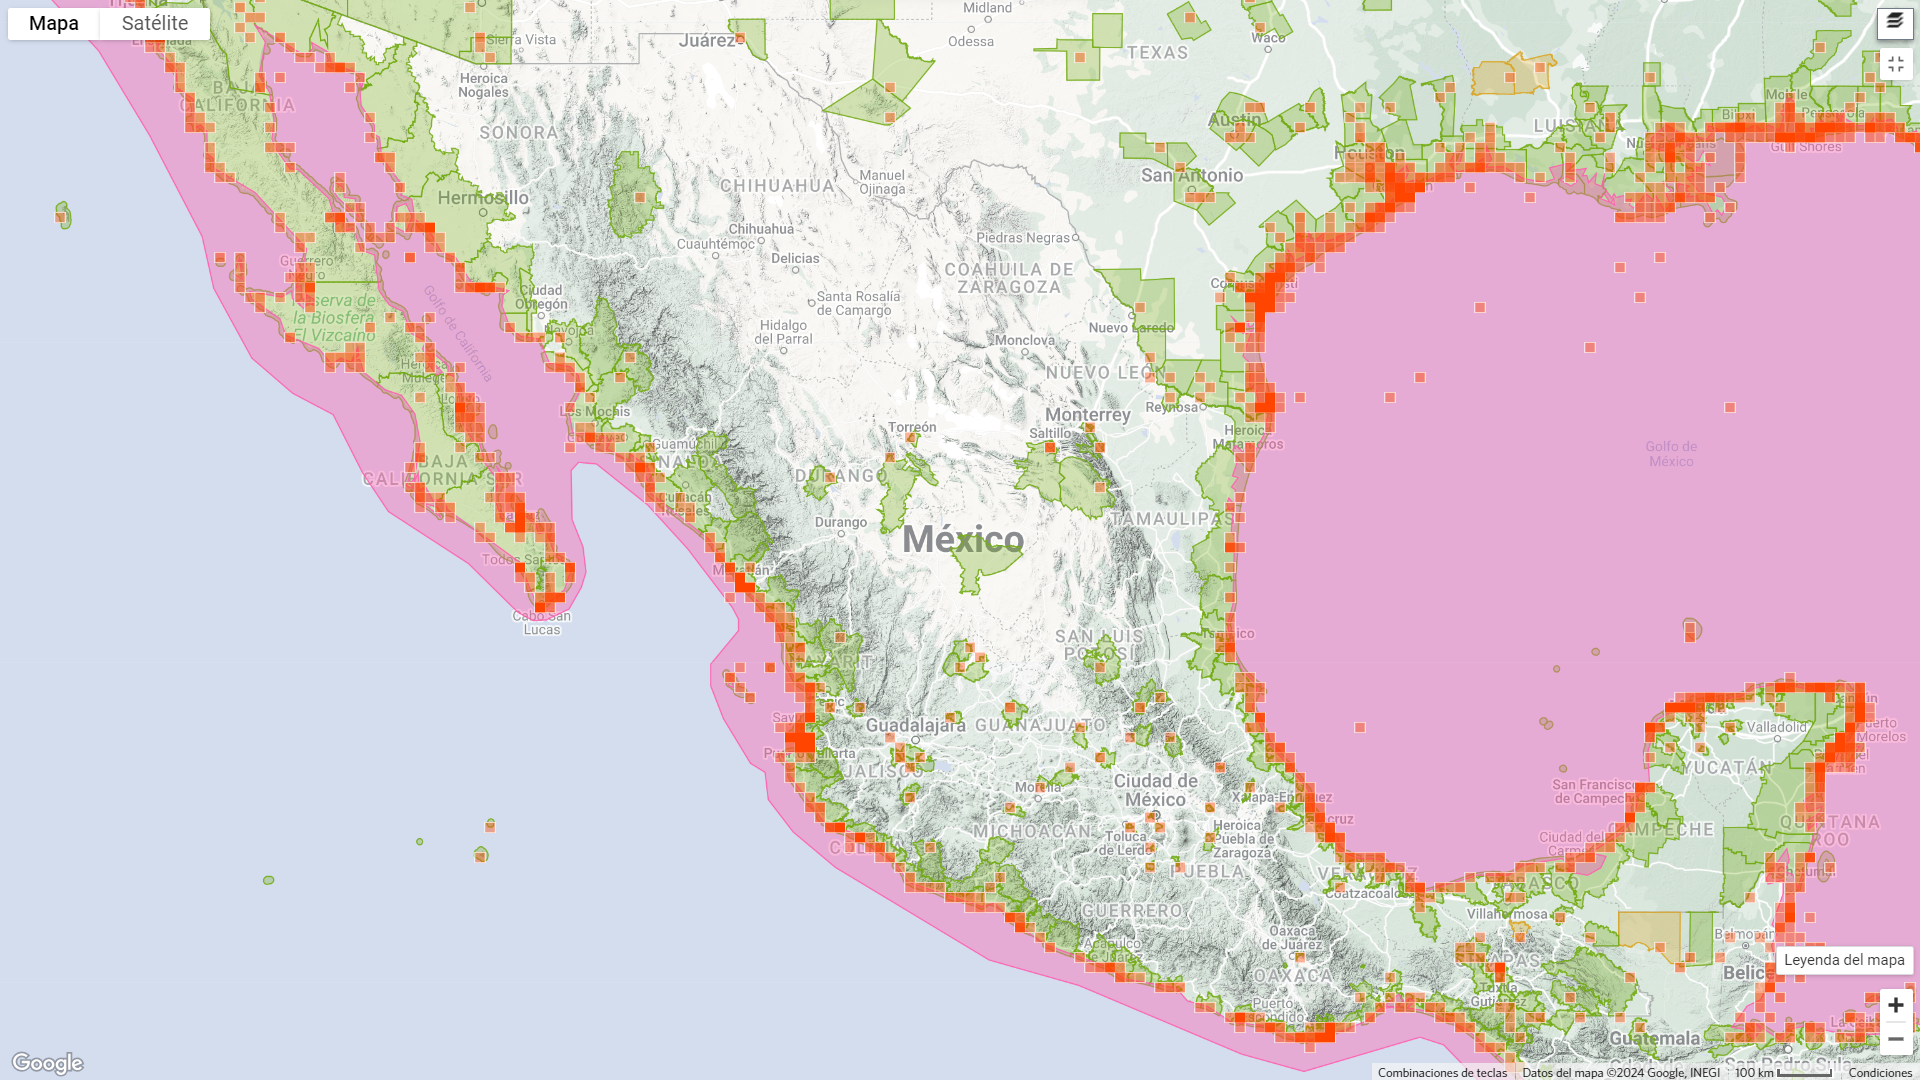 Mapa
Satélite
Sierra Vista
Juárez
Midland
Odessa
TEXAS
Waco
Heroica
Nogales
BAJA
CALIFORNIA
SONORA
Austin
Houston
LUISIAN
Mobile
Pensacola
Gulf Shores
San Antonio
CHIHUAHUA
Manuel
Ojinaga
Hermosillo
Chihuahua
Cuauhtémoc
Delicias
Piedras Negras
COAHUILA DE
ZARAGOZA
Guerrero
Negro
Reserva de
la Biosfera
El Vizcaíno
Golfo de California
Ciudad
Obregón
Navojoa
Santa Rosalía
de Camargo
Hidalgo
del Parral
Nuevo Laredo
Monclova
NUEVO LEÓN
Los Mochis
Reynosa
Monterrey
Torreón
Saltillo
Heroica
Matamoros
Guamúchil
Golfo de
México
BAJA
CALIFORNIA SUR
DURANGO
Culiacán
Rosales
Durango
México
TAMAULIPAS
Todos Santos
Mazatlán
Cabo San
Lucas
SAN LUIS
POTOSÍ
Tampico
NAYARIT
Guadalajara
GUANAJUATO
Puerto Vallarta
JALISCO
Valladolid
Puerto
Morelos
YUCATÁN
Ciudad de
México
Morelia
San Francisco
de Campeche
Xalapa-Enríquez
MICHOACÁN
Toluca
de Lerdo
Heroica
Puebla de
Zaragoza
Ciudad del
Carmen
CAMPECHE
QUINTANA
ROO
COLIMA
PUEBLA
VERACRUZ
Coatzacoalcos
TABASCO
Chetumal
GUERRERO
Villahermosa
Oaxaca
de Juárez
Acapulco
de Juárez
Belmopán
Belice
CHIAPAS
OAXACA
Tuxtla
Gutiérrez
Puerto
Escondido
Guatemala
San Pedro Sula
Leyenda del mapa
Google
Combinaciones de teclas
Datos del mapa ©2024 Google, INEGI
100 km
Condiciones